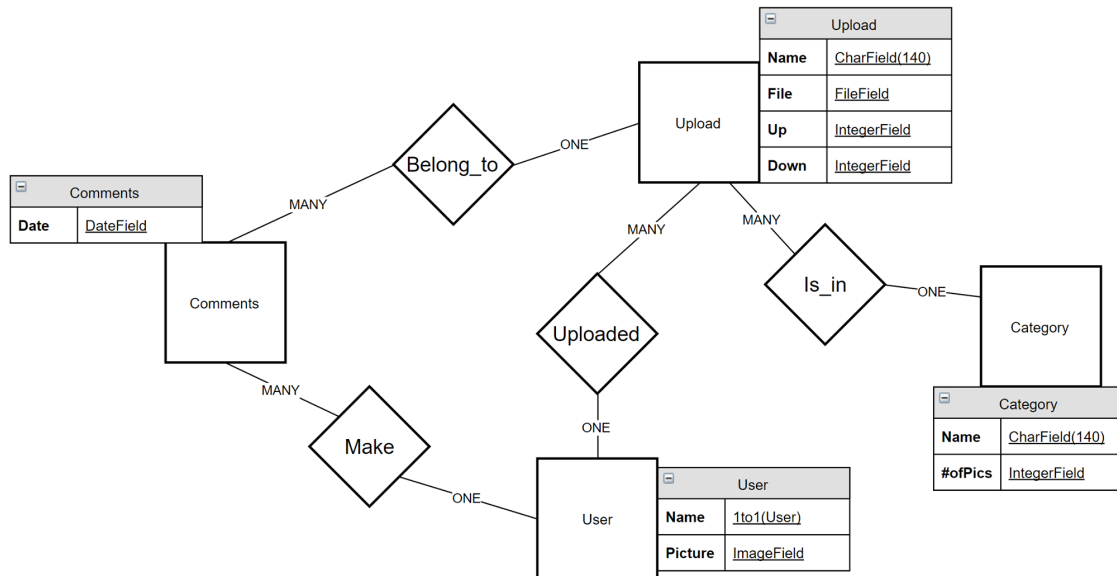 Upload
Name CharField(140)
File FileField
Up IntegerField
Down IntegerField
Upload
ONE
Belong_to
MANY
Comments
Date DateField
Comments
MANY
MANY
Is_in
ONE
Category
Category
Name CharField(140)
#ofPics IntegerField
Uploaded
ONE
MANY
Make
ONE
User
User
Name 1to1(User)
Picture ImageField